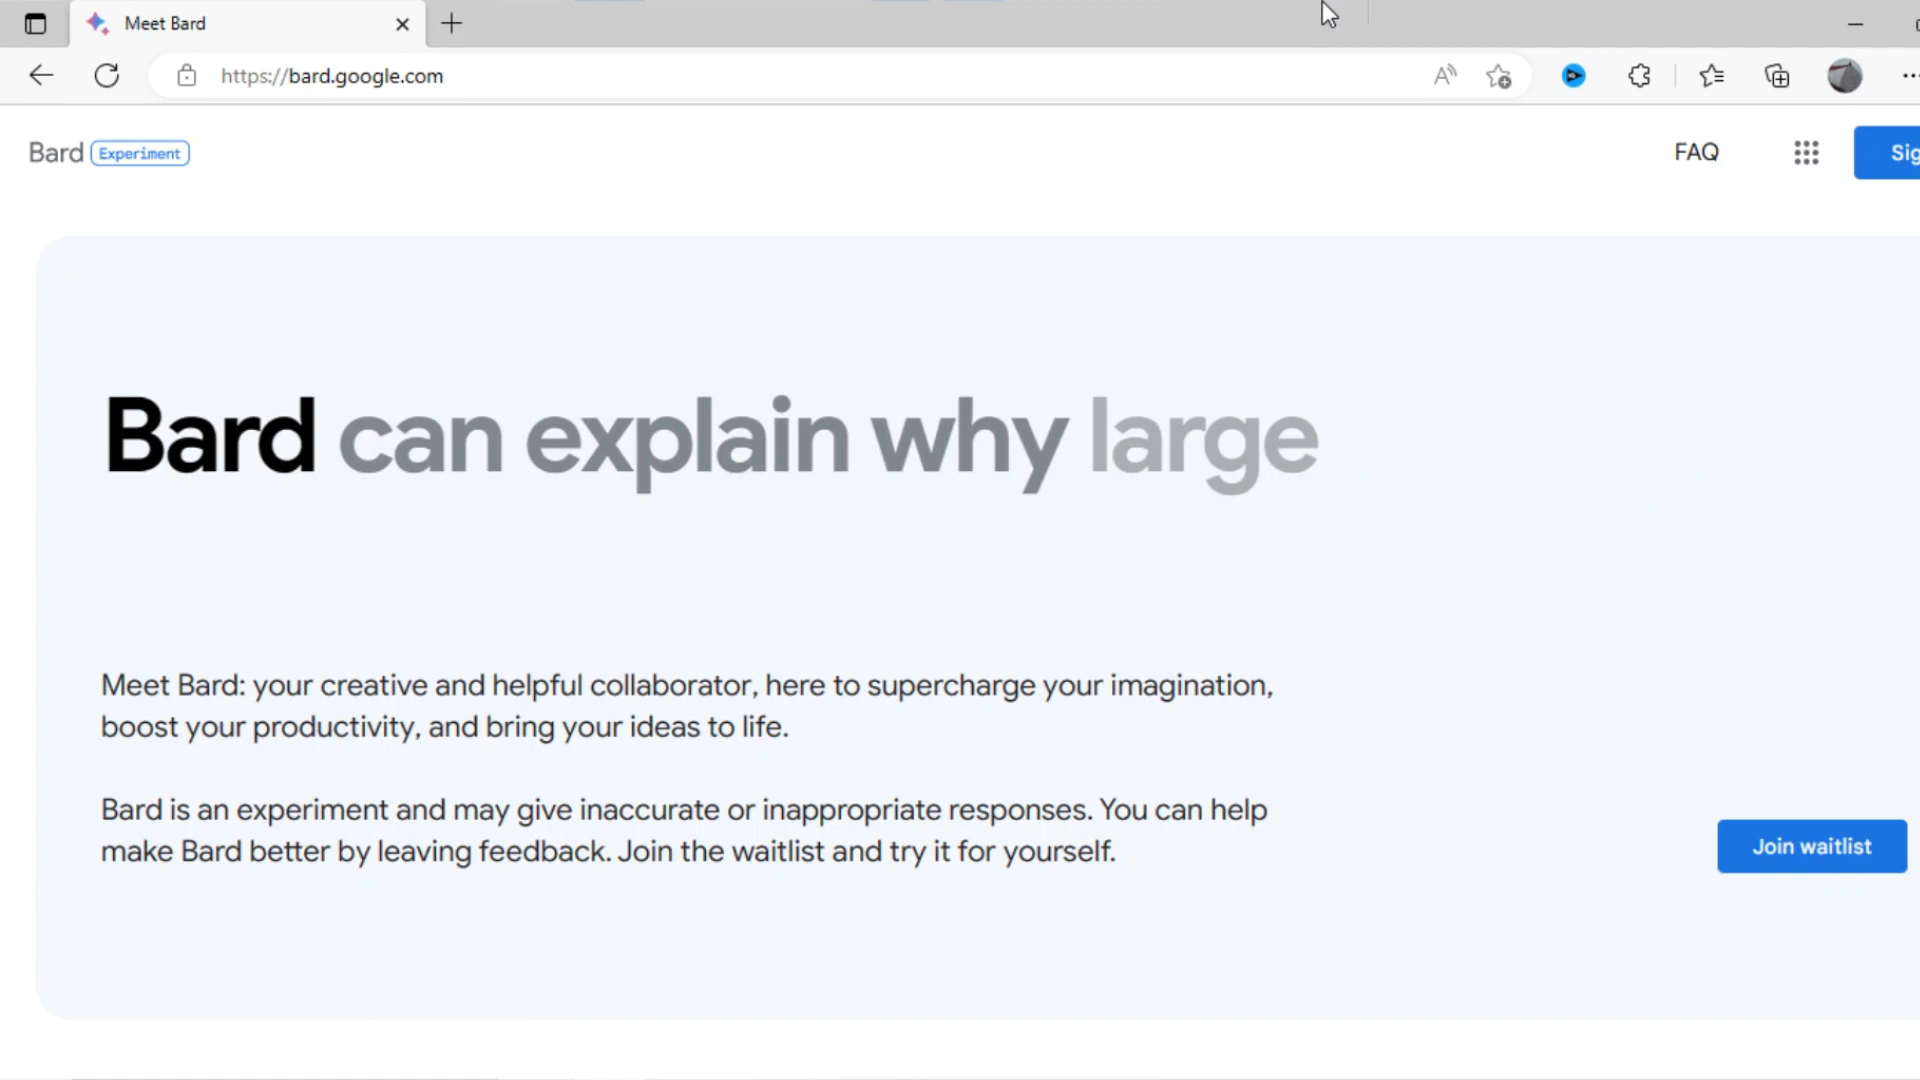 Meet Bard
https://bard.google.com
Bard Experiment
FAQ
Sig
Bard can explain why large
Meet Bard: your creative and helpful collaborator, here to supercharge your imagination,
boost your productivity, and bring your ideas to life.
Bard is an experiment and may give inaccurate or inappropriate responses. You can help
make Bard better by leaving feedback. Join the waitlist and try it for yourself.
Join waitlist